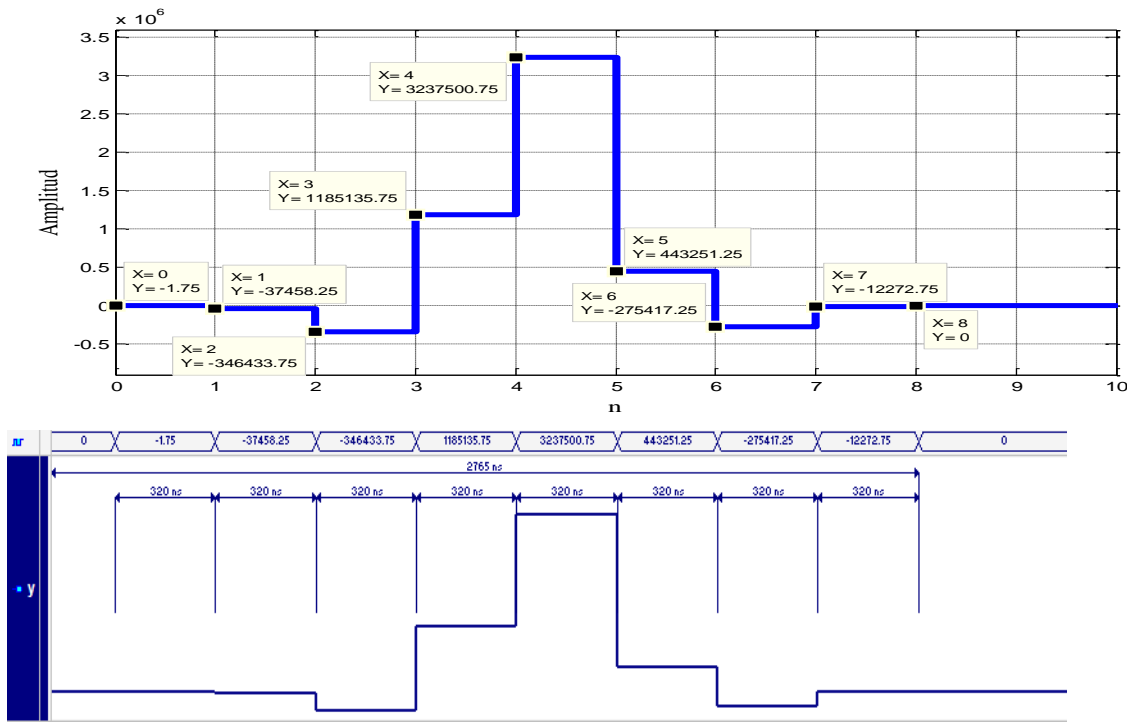 x 10^6
3.5
3
2.5
2
1.5
1
0.5
0
-0.5
Amplitud
X= 4
Y= 3237500.75
X= 3
Y= 1185135.75
X= 5
Y= 443251.25
X= 0
Y= -1.75
X= 1
Y= -37458.25
X= 6
Y= -275417.25
X= 7
Y= -12272.75
X= 2
Y= -346433.75
X= 8
Y= 0
0 1 2 3 4 5 6 7 8 9 10
n
0 -1.75 -37458.25 -346433.75 1185135.75 3237500.75 443251.25 -275417.25 -12272.75 0
2765 ns
320 ns 320 ns 320 ns 320 ns 320 ns 320 ns 320 ns 320 ns
y